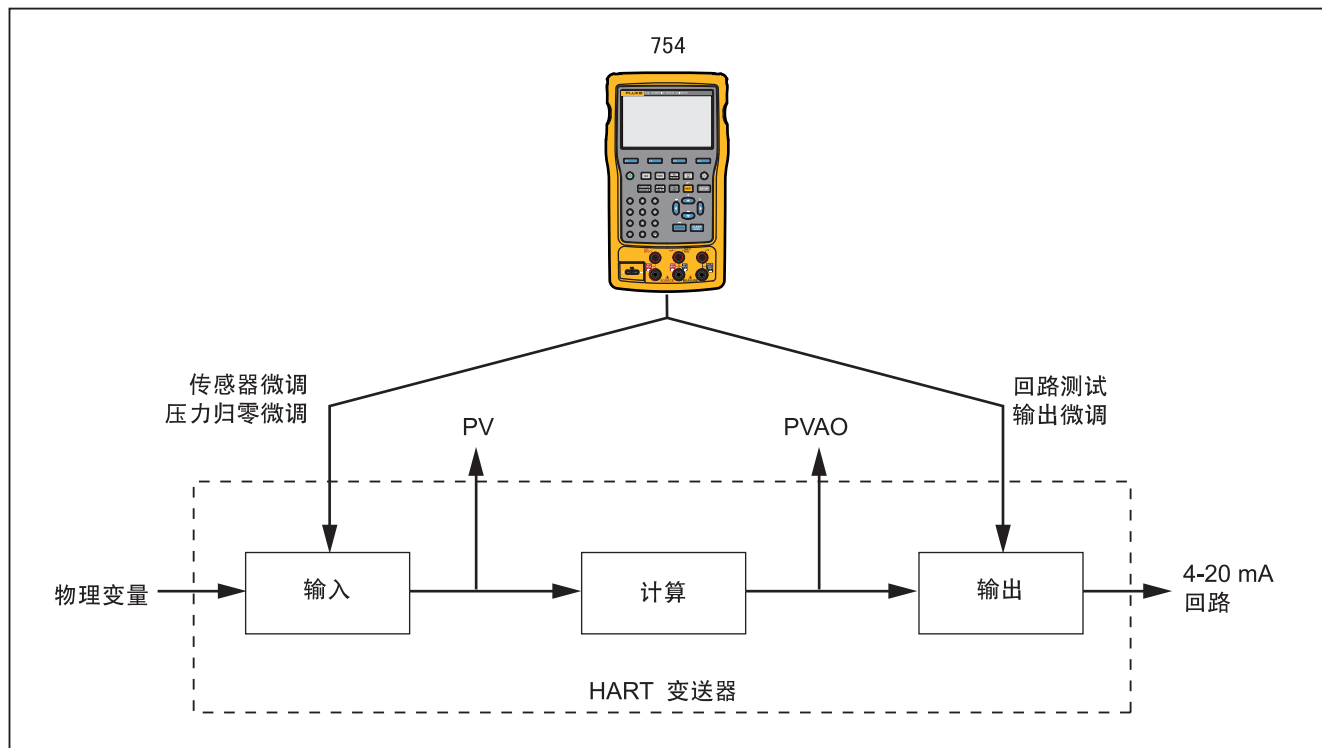 754
FLUKE
传感器微调
压力归零微调
回路测试
输出微调
PV
PVAO
物理变量
输入
计算
输出
4-20 mA
回路
HART 变送器